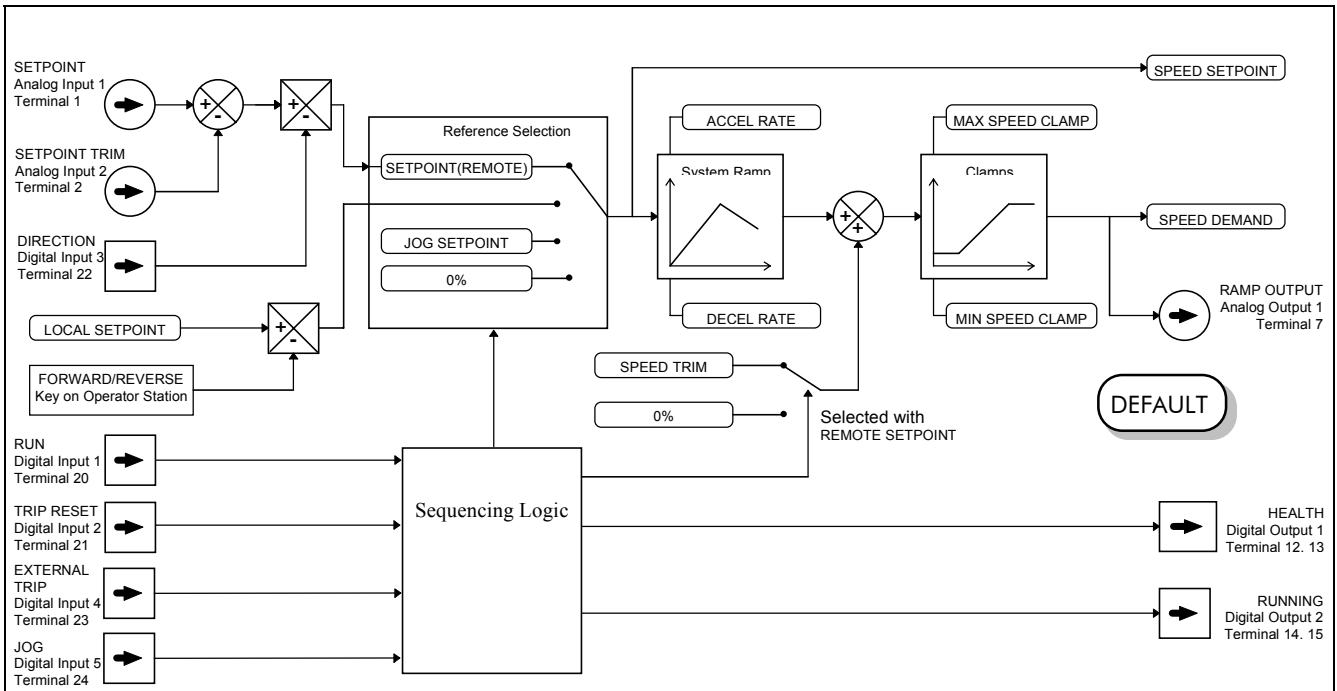 SETPOINT
Analog Input 1
Terminal 1
+
-
+
-
SETPOINT TRIM
Analog Input 2
Terminal 2
DIRECTION
Digital Input 3
Terminal 22
LOCAL SETPOINT
+
-
FORWARD/REVERSE
Key on Operator Station
Reference Selection
SETPOINT(REMOTE)
JOG SETPOINT
0%
SPEED SETPOINT
ACCEL RATE
System Ramp
DECEL RATE
+
+
MAX SPEED CLAMP
Clamps
MIN SPEED CLAMP
SPEED DEMAND
RAMP OUTPUT
Analog Output 1
Terminal 7
SPEED TRIM
0%
Selected with
REMOTE SETPOINT
DEFAULT
RUN
Digital Input 1
Terminal 20
TRIP RESET
Digital Input 2
Terminal 21
EXTERNAL
TRIP
Digital Input 4
Terminal 23
JOG
Digital Input 5
Terminal 24
Sequencing Logic
HEALTH
Digital Output 1
Terminal 12. 13
RUNNING
Digital Output 2
Terminal 14. 15